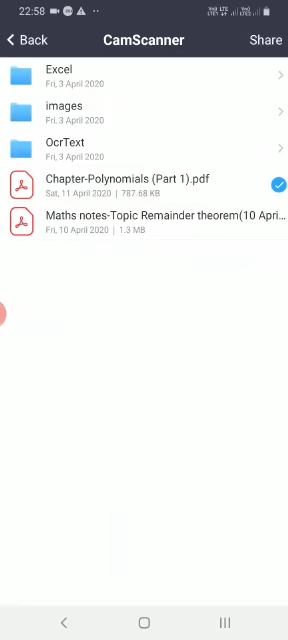 22:58
Back
CamScanner
Share
Excel
Fri, 3 April 2020
images
Fri, 3 April 2020
OcrText
Fri, 3 April 2020
Chapter-Polynomials (Part 1).pdf
Sat, 11 April 2020 | 787.68 KB
Maths notes-Topic Remainder theorem(10 Apri...
Fri, 10 April 2020 | 1.3 MB